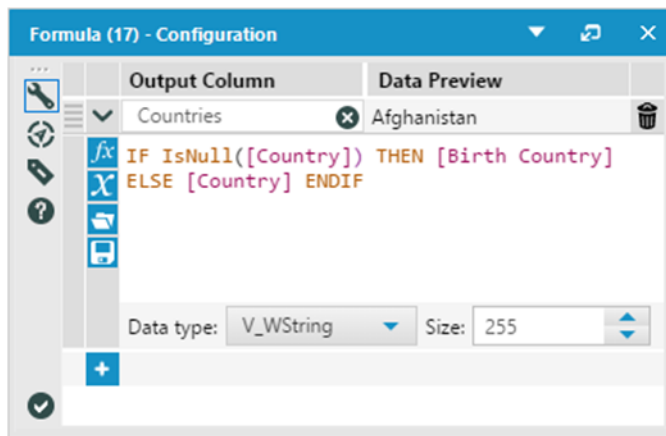 Formula (17) - Configuration
Output Column Data Preview
Countries Afghanistan
fx IF IsNull([Country]) THEN [Birth Country]
X ELSE [Country] ENDIF
Data type: V_WString Size: 255